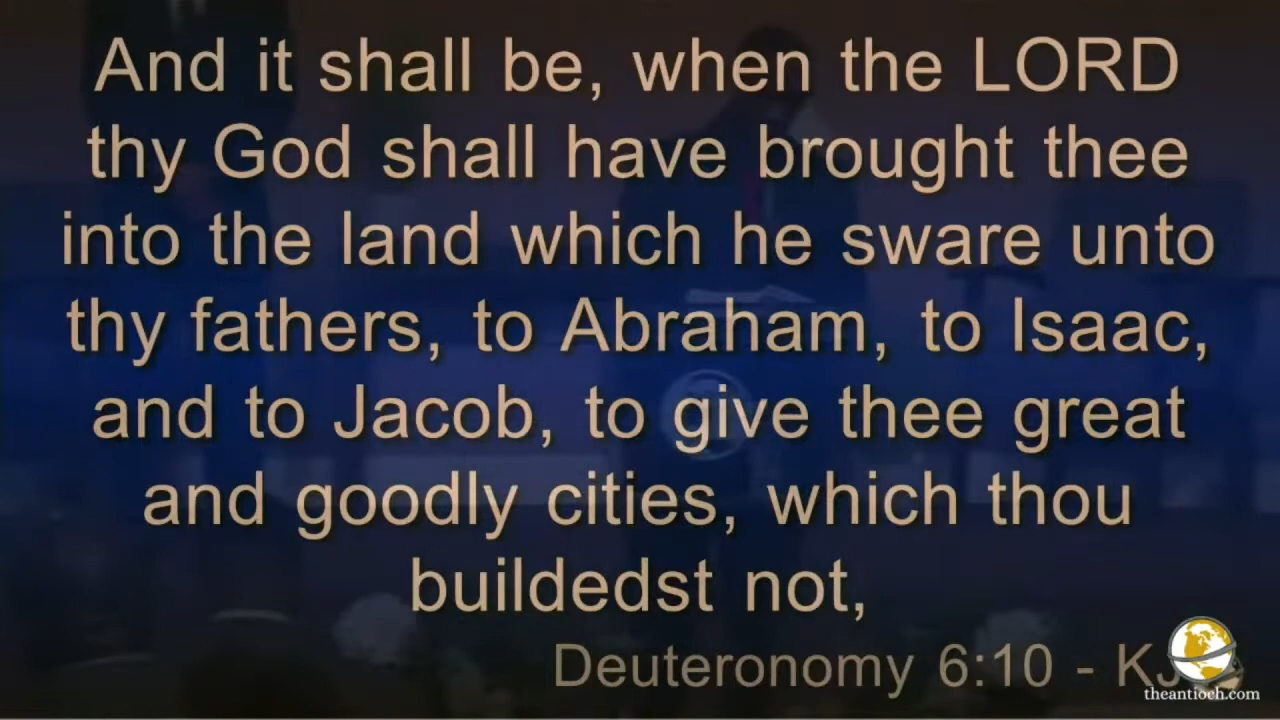 And it shall be, when the LORD
thy God shall have brought thee
into the land which he sware unto
thy fathers, to Abraham, to Isaac,
and to Jacob, to give thee great
and goodly cities, which thou
buildedst not,
Deuteronomy 6:10 - KJ
theantioch.com